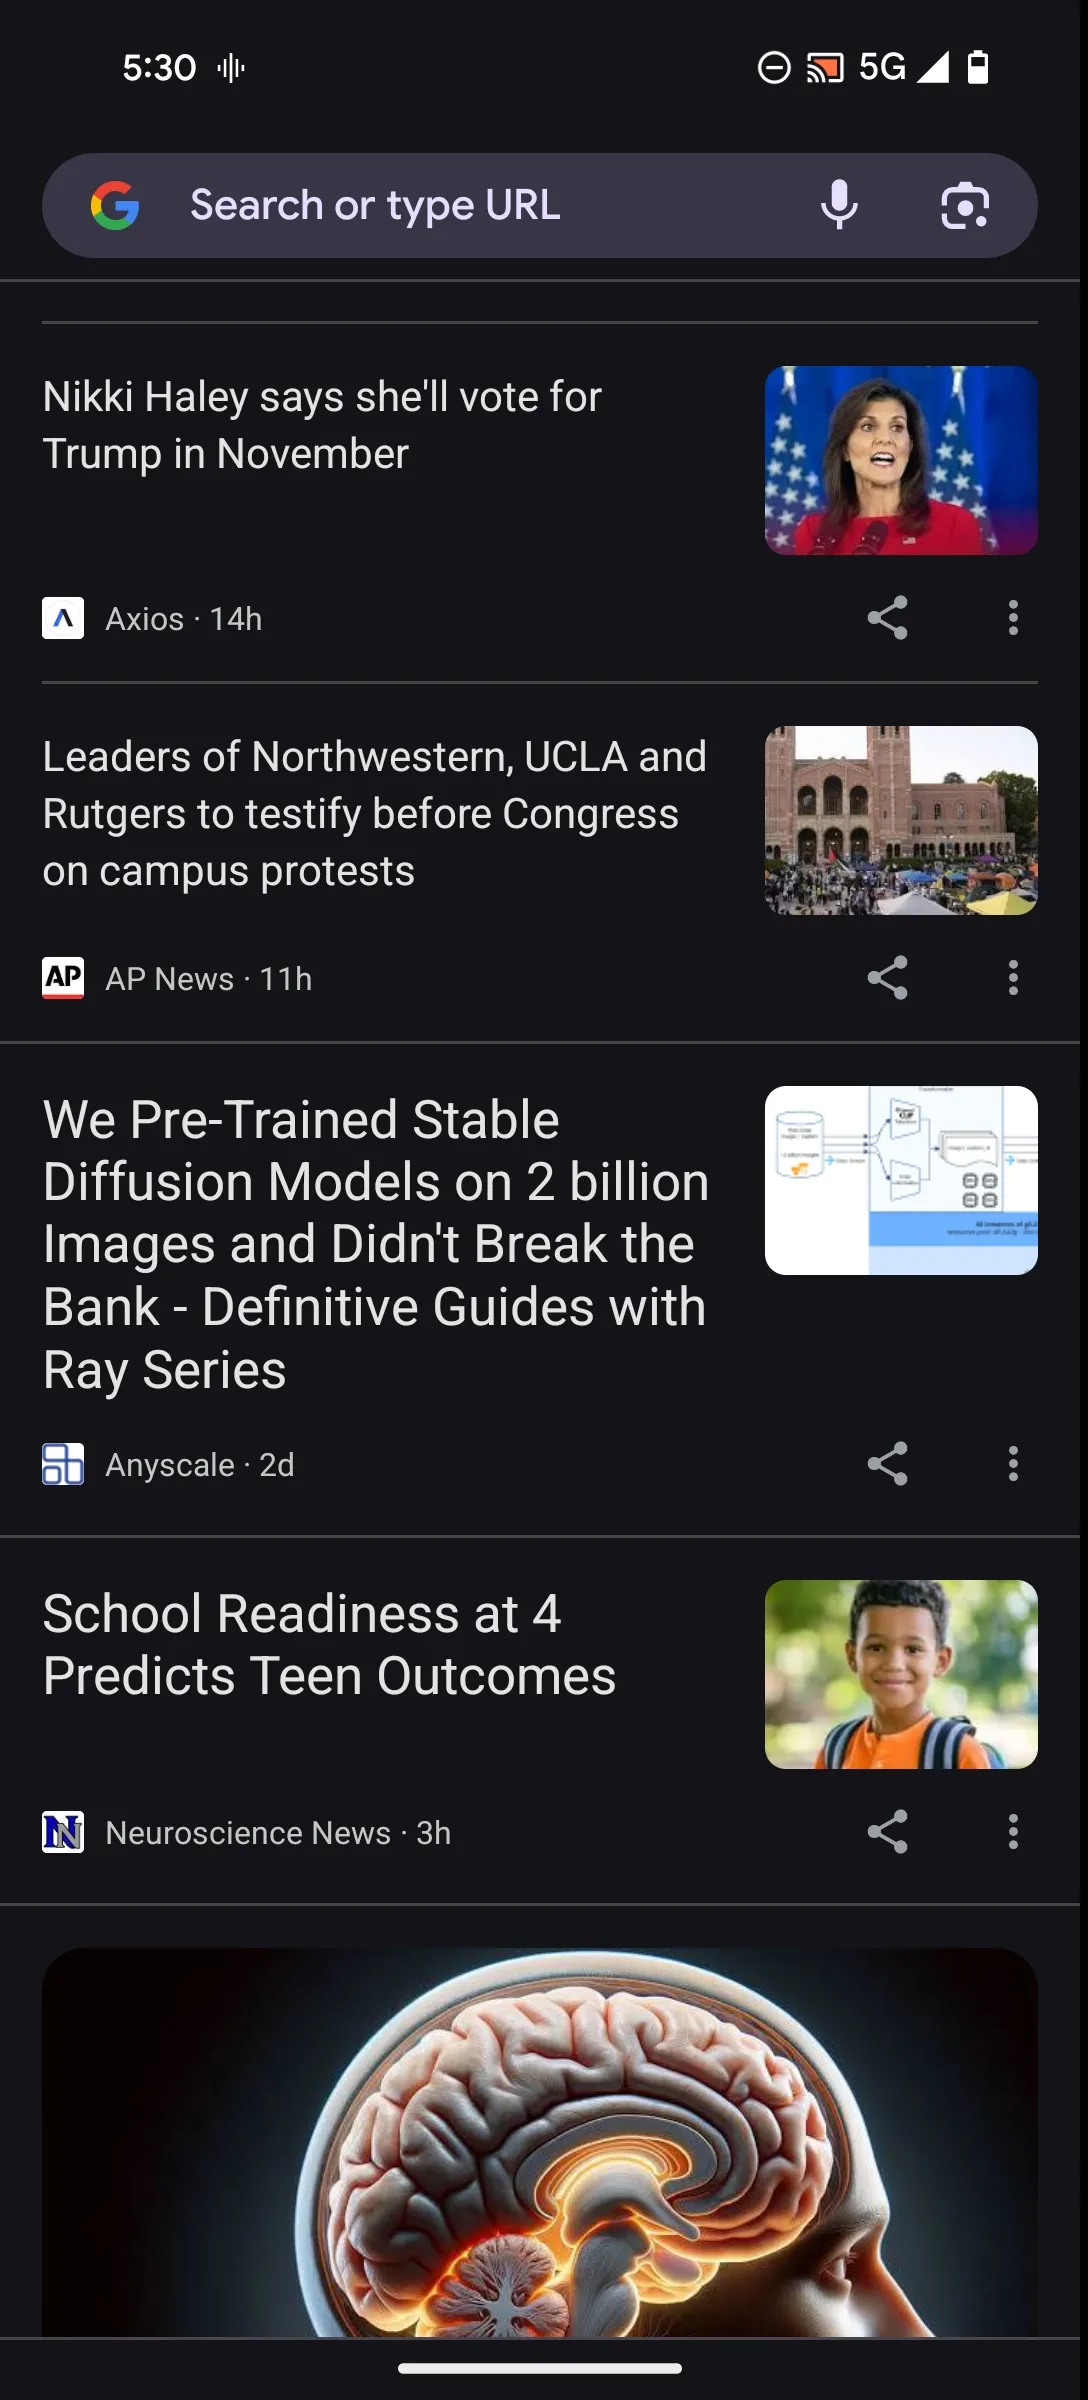 5:30
5G
Search or type URL
Nikki Haley says she'll vote for
Trump in November
Axios · 14h
Leaders of Northwestern, UCLA and
Rutgers to testify before Congress
on campus protests
AP
AP News · 11h
We Pre-Trained Stable
Diffusion Models on 2 billion
Images and Didn't Break the
Bank - Definitive Guides with
Ray Series
Anyscale · 2d
School Readiness at 4
Predicts Teen Outcomes
N
Neuroscience News · 3h